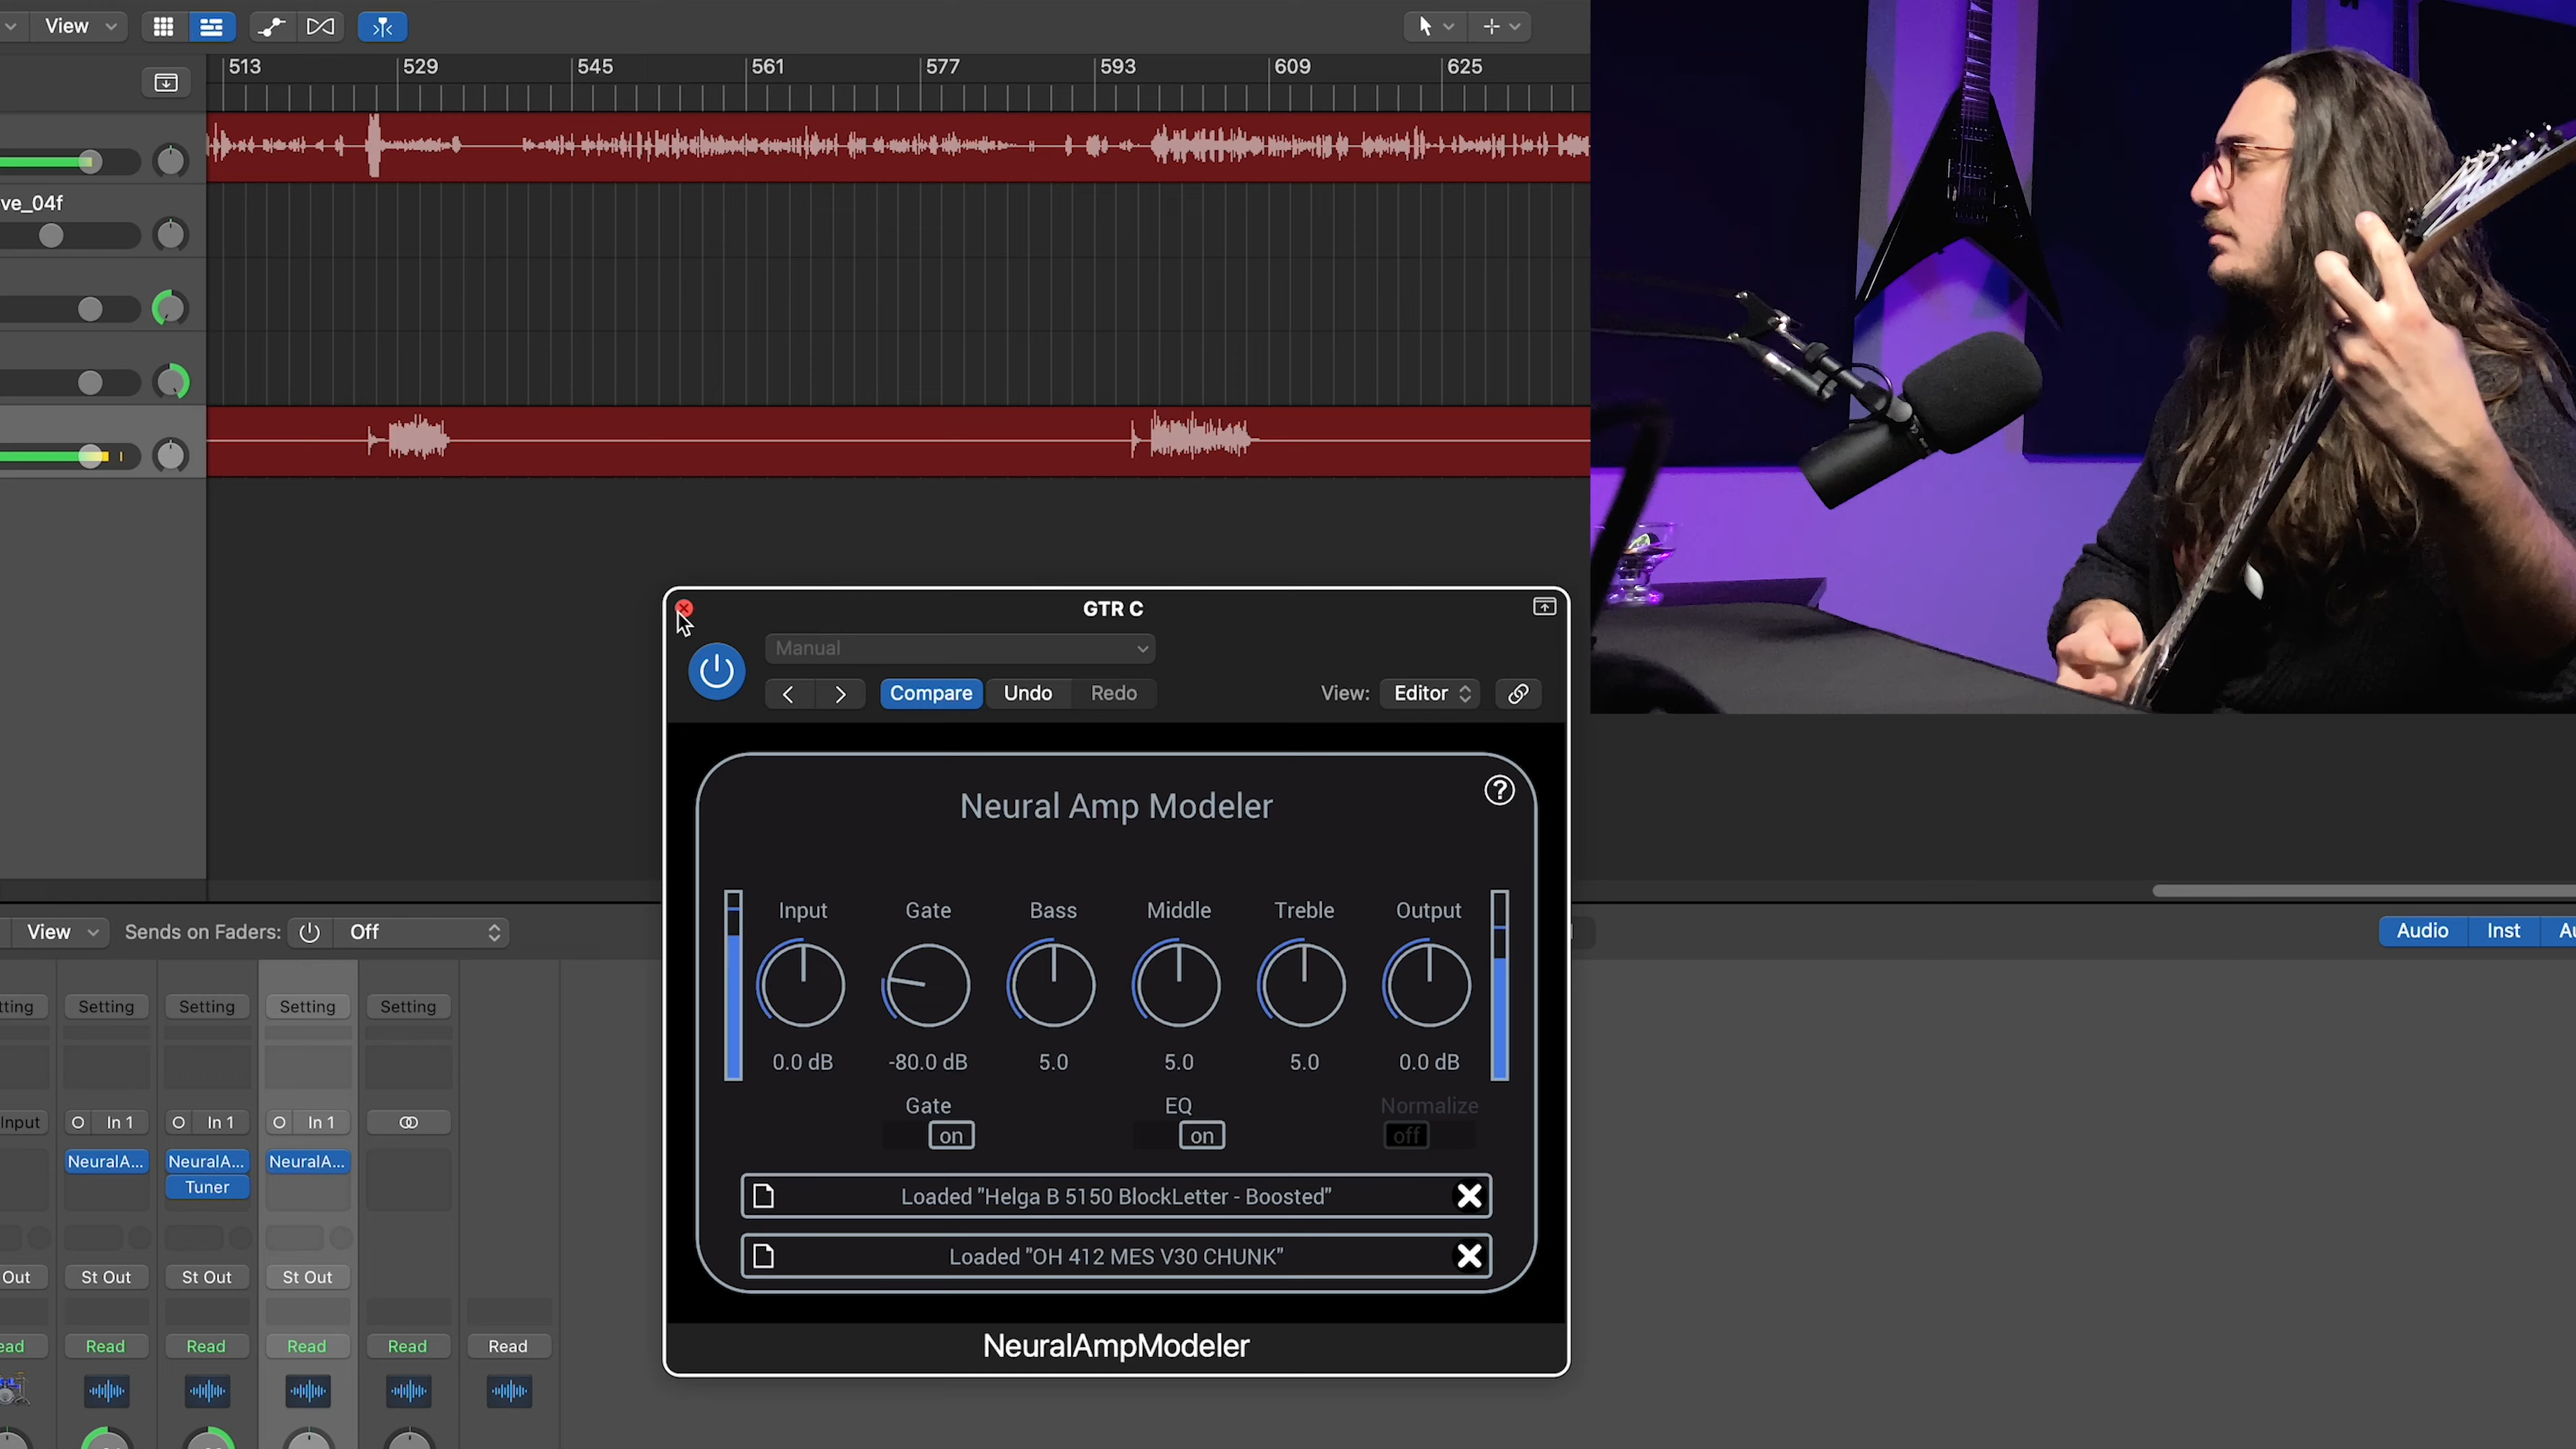 View
513 529 545 561 577 593 609 625
ve_04f
GTR C
Manual
Compare Undo Redo View: Editor
Neural Amp Modeler
?
Input Gate Bass Middle Treble Output
0.0 dB -80.0 dB 5.0 5.0 5.0 0.0 dB
Gate EQ Normalize
on on off
Loaded "Helga B 5150 BlockLetter - Boosted"
Loaded "OH 412 MES V30 CHUNK"
NeuralAmpModeler
View Sends on Faders: Off
Audio Inst Au
tting Setting Setting Setting Setting
Input In 1 In 1 In 1
NeuralA... NeuralA... NeuralA...
Tuner
Out St Out St Out St Out
ead Read Read Read Read Read